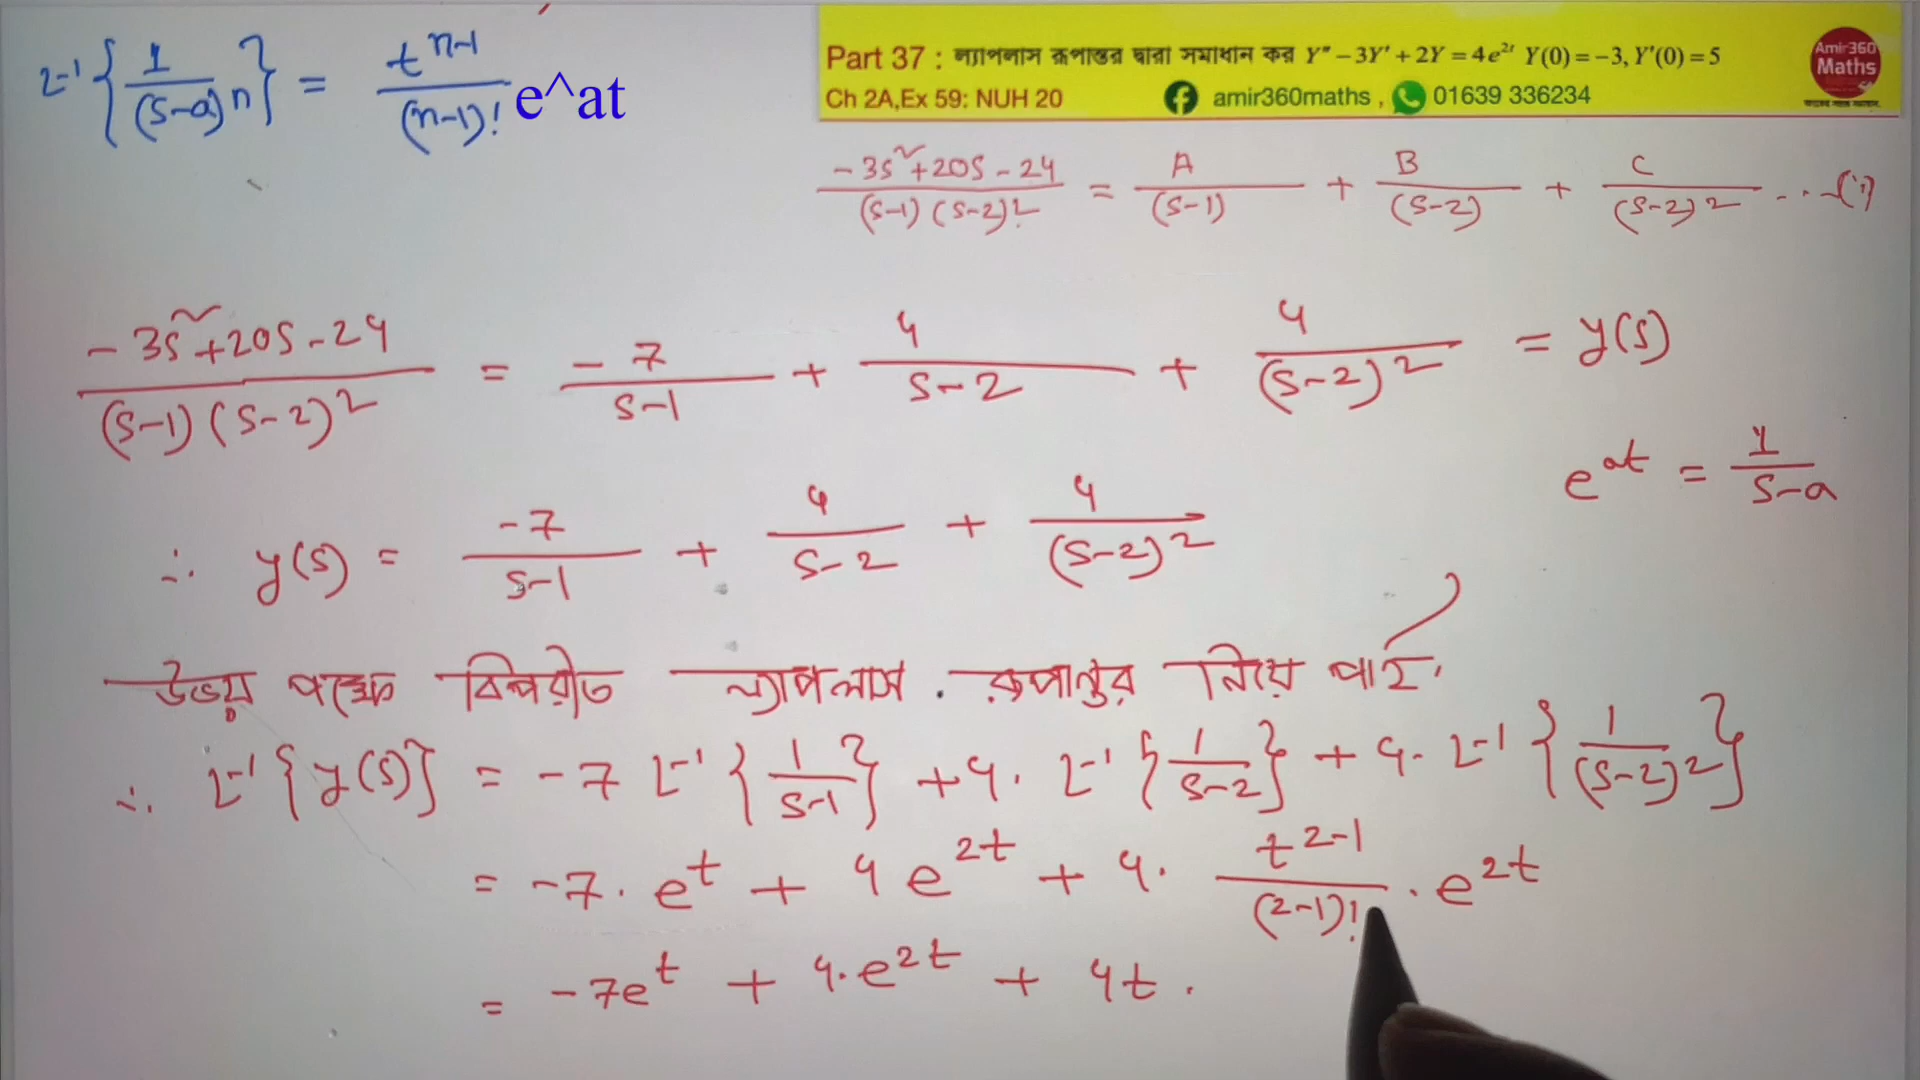 L⁻¹{1/(s-a)ⁿ} = tⁿ⁻¹/(n-1)! e^at
Part 37 : ল্যাপলাস রূপান্তর দ্বারা সমাধান কর Y″ – 3Y′ + 2Y = 4e²ᵗ Y(0) = –3, Y′(0) = 5
Ch 2A,Ex 59: NUH 20 amir360maths , 01639 336234
Amir360
Maths
(-3s²+20s-24)/((s-1)(s-2)²) = A/(s-1) + B/(s-2) + C/(s-2)² ---(1)
(-3s²+20s-24)/((s-1)(s-2)²) = -7/(s-1) + 4/(s-2) + 4/(s-2)² = y(s)
eᵃᵗ = 1/(s-a)
∴ y(s) = -7/(s-1) + 4/(s-2) + 4/(s-2)²
উভয় পক্ষে বিপরীত ল্যাপলাস রূপান্তর নিয়ে পাই,
∴ L⁻¹{y(s)} = -7 L⁻¹{1/(s-1)} + 4. L⁻¹{1/(s-2)} + 4. L⁻¹{1/(s-2)²}
= -7. eᵗ + 4e²ᵗ + 4. t²⁻¹/(2-1)! . e²ᵗ
= -7eᵗ + 4.e²ᵗ + 4t.